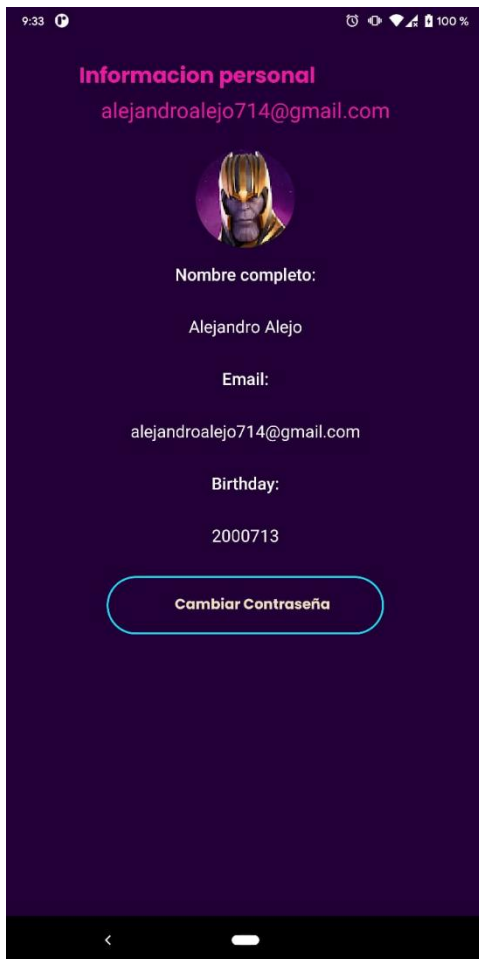 9:33 100 %
Informacion personal
alejandroalejo714@gmail.com
Nombre completo:
Alejandro Alejo
Email:
alejandroalejo714@gmail.com
Birthday:
2000713
Cambiar Contraseña